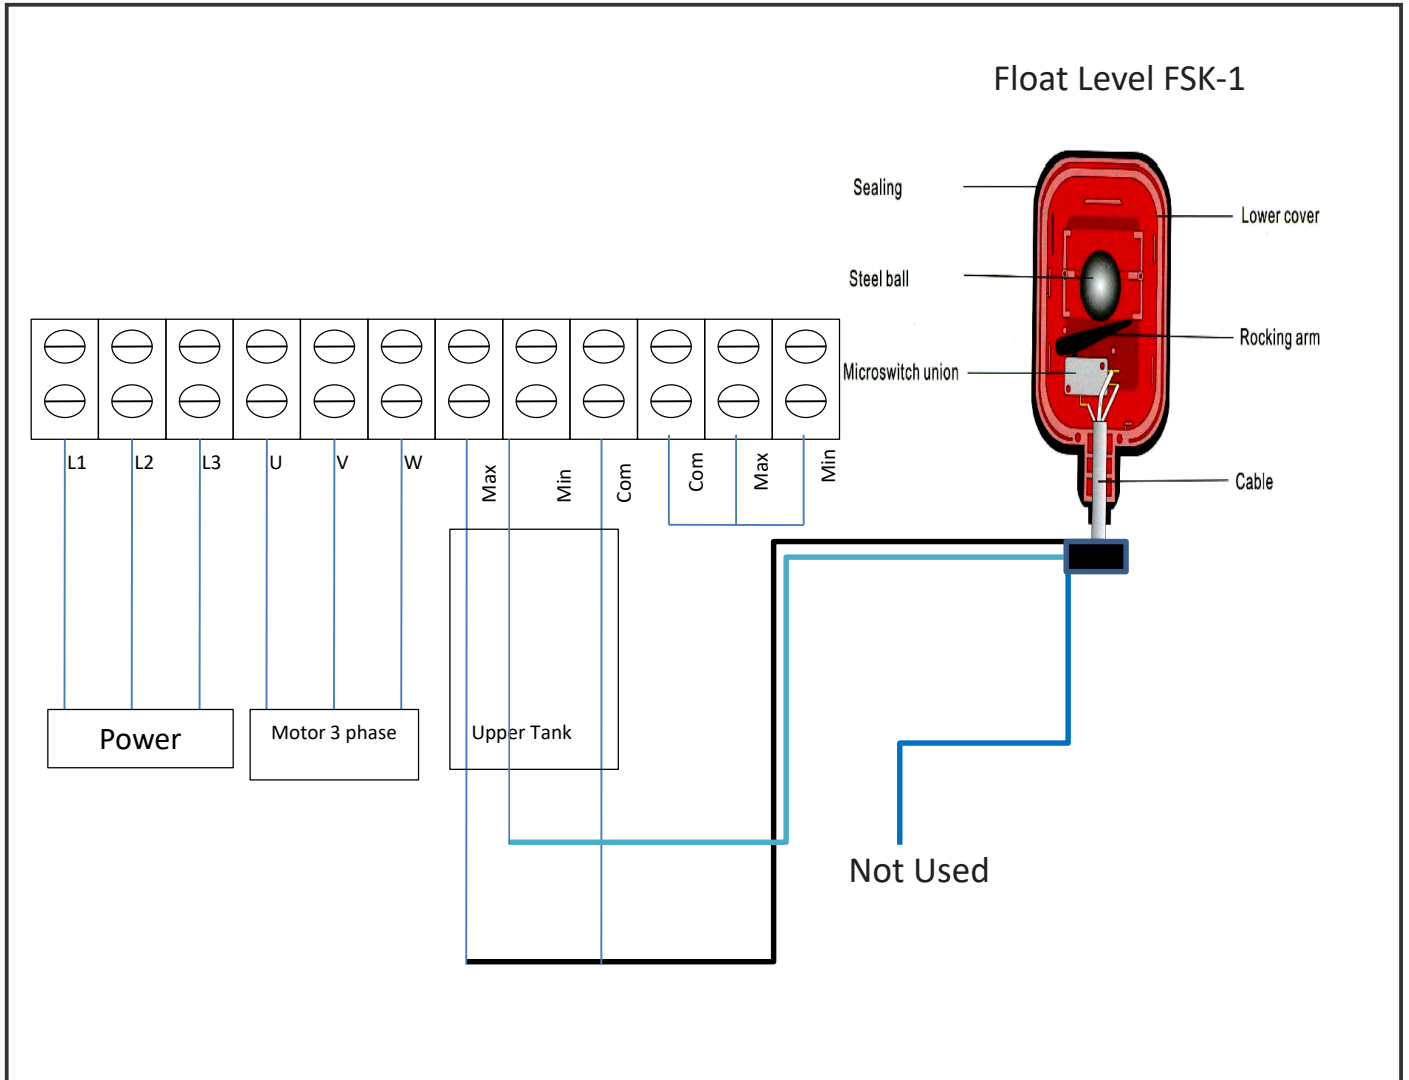 Float Level FSK-1
Sealing
Lower cover
Steel ball
Rocking arm
Microswitch union
Cable
L1
L2
L3
U
V
W
Max
Min
Com
Com
Max
Min
Power
Motor 3 phase
Upper Tank
Not Used